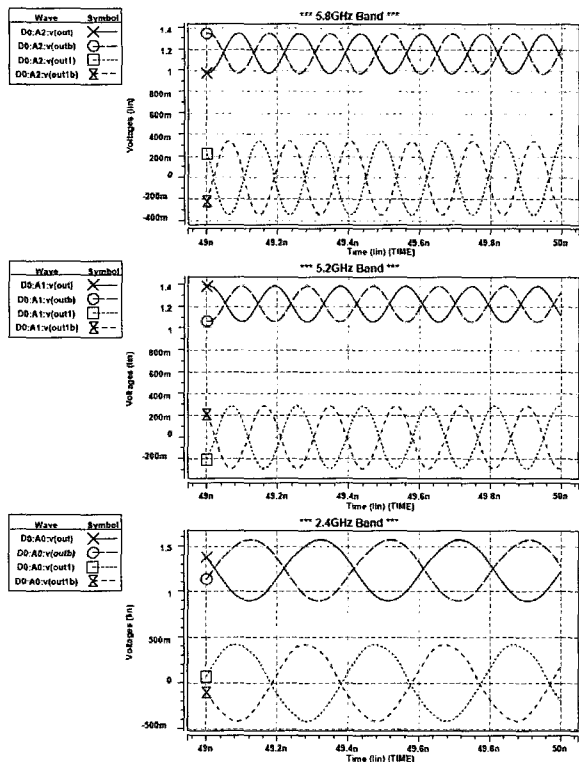 *** 5.8GHz Band ***
Wave Symbol
D0:A2:v(out)
D0:A2:v(outb)
D0:A2:v(out1)
D0:A2:v(out1b)
Voltages (lin)
1.4
1.2
1
800m
600m
400m
200m
0
-200m
-400m
49n 49.2n 49.4n 49.6n 49.8n 50n
Time (lin) (TIME)
*** 5.2GHz Band ***
Wave Symbol
D0:A1:v(out)
D0:A1:v(outb)
D0:A1:v(out1)
D0:A1:v(out1b)
Voltages (lin)
1.4
1.2
1
800m
600m
400m
200m
0
-200m
49n 49.2n 49.4n 49.6n 49.8n 50n
Time (lin) (TIME)
*** 2.4GHz Band ***
Wave Symbol
D0:A0:v(out)
D0:A0:v(outb)
D0:A0:v(out1)
D0:A0:v(out1b)
Voltages (lin)
1.5
1
500m
0
-500m
49n 49.2n 49.4n 49.6n 49.8n 50n
Time (lin) (TIME)